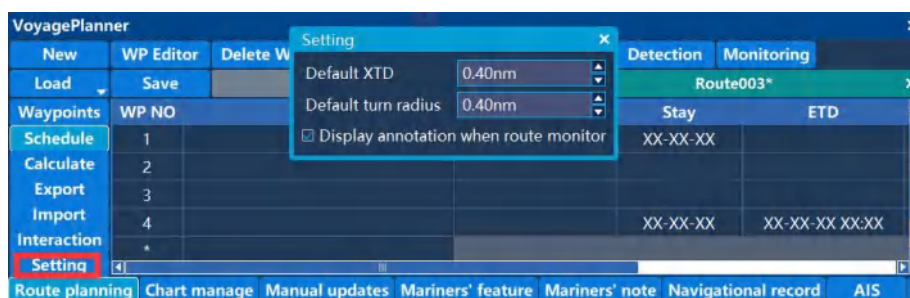 VoyagePlanner
New WP Editor Delete W Setting × Detection Monitoring
Load Save Default XTD 0.40nm Route003*
Waypoints WP NO Default turn radius 0.40nm Stay ETD
Schedule 1 Display annotation when route monitor XX-XX-XX
Calculate 2
Export 3
Import 4 XX-XX-XX XX-XX-XX XX:XX
Interaction *
Setting
Route planning Chart manage Manual updates Mariners' feature Mariners' note Navigational record AIS